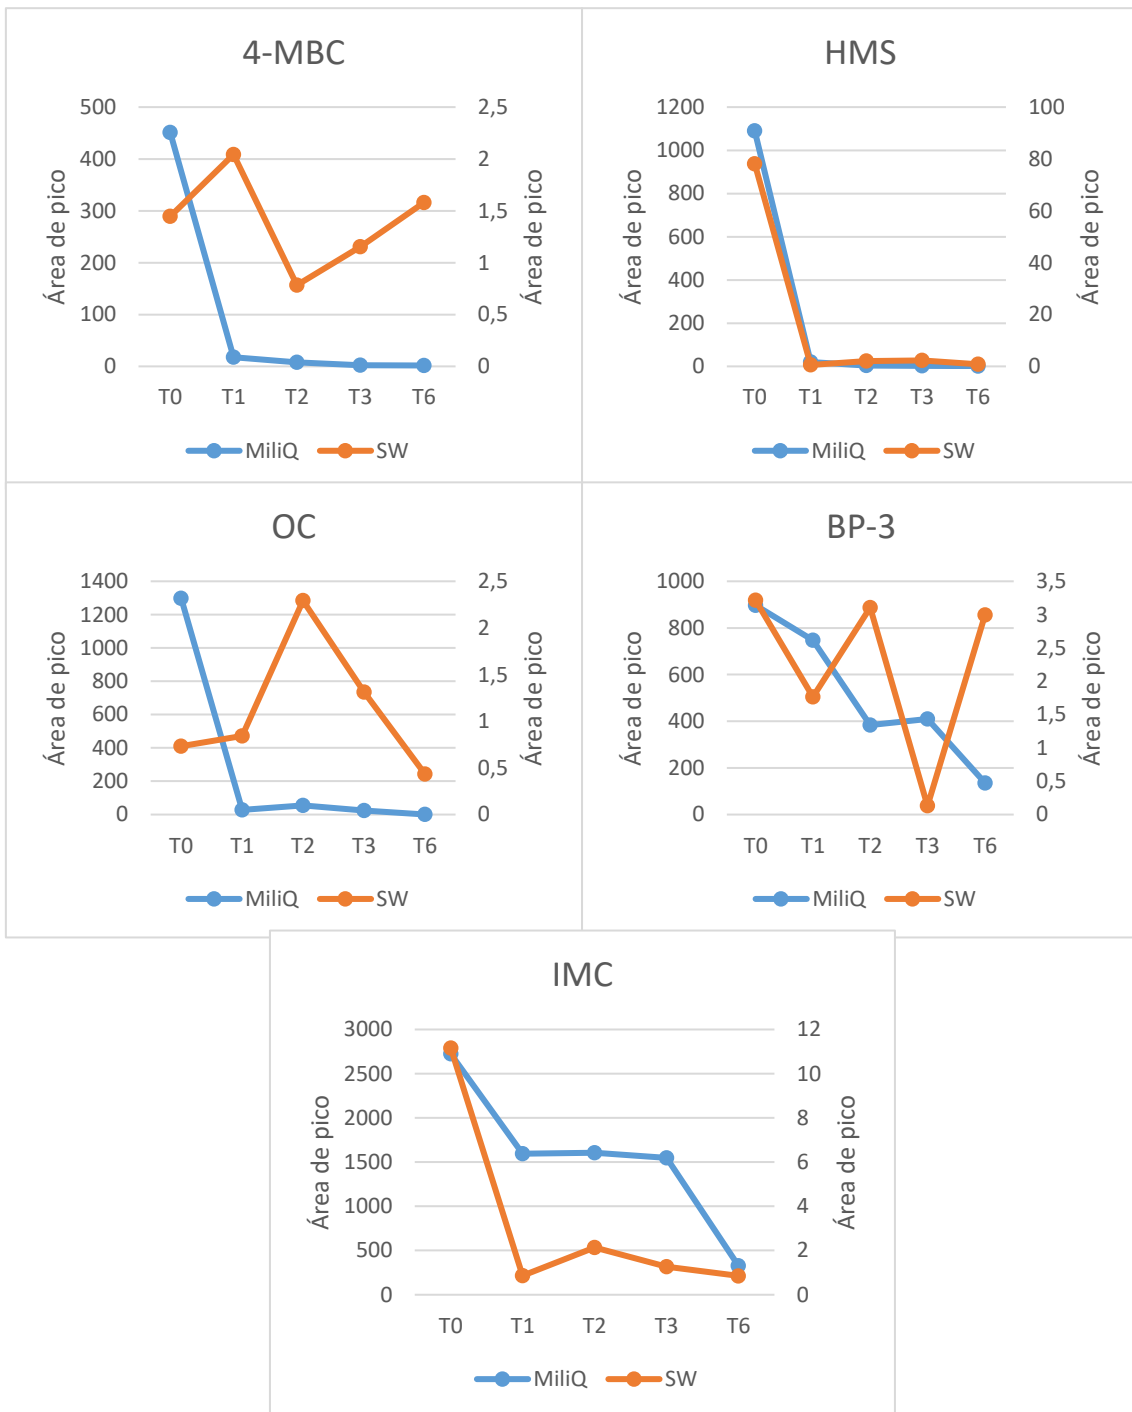 4-MBC
500
400
300
200
100
0
2,5
2
1,5
1
0,5
0
Área de pico
Área de pico
T0 T1 T2 T3 T6
MiliQ SW
HMS
1200
1000
800
600
400
200
0
100
80
60
40
20
0
Área de pico
Área de pico
T0 T1 T2 T3 T6
MiliQ SW
OC
1400
1200
1000
800
600
400
200
0
2,5
2
1,5
1
0,5
0
Área de pico
Área de pico
T0 T1 T2 T3 T6
MiliQ SW
BP-3
1000
800
600
400
200
0
3,5
3
2,5
2
1,5
1
0,5
0
Área de pico
Área de pico
T0 T1 T2 T3 T6
MiliQ SW
IMC
3000
2500
2000
1500
1000
500
0
12
10
8
6
4
2
0
Área de pico
Área de pico
T0 T1 T2 T3 T6
MiliQ SW